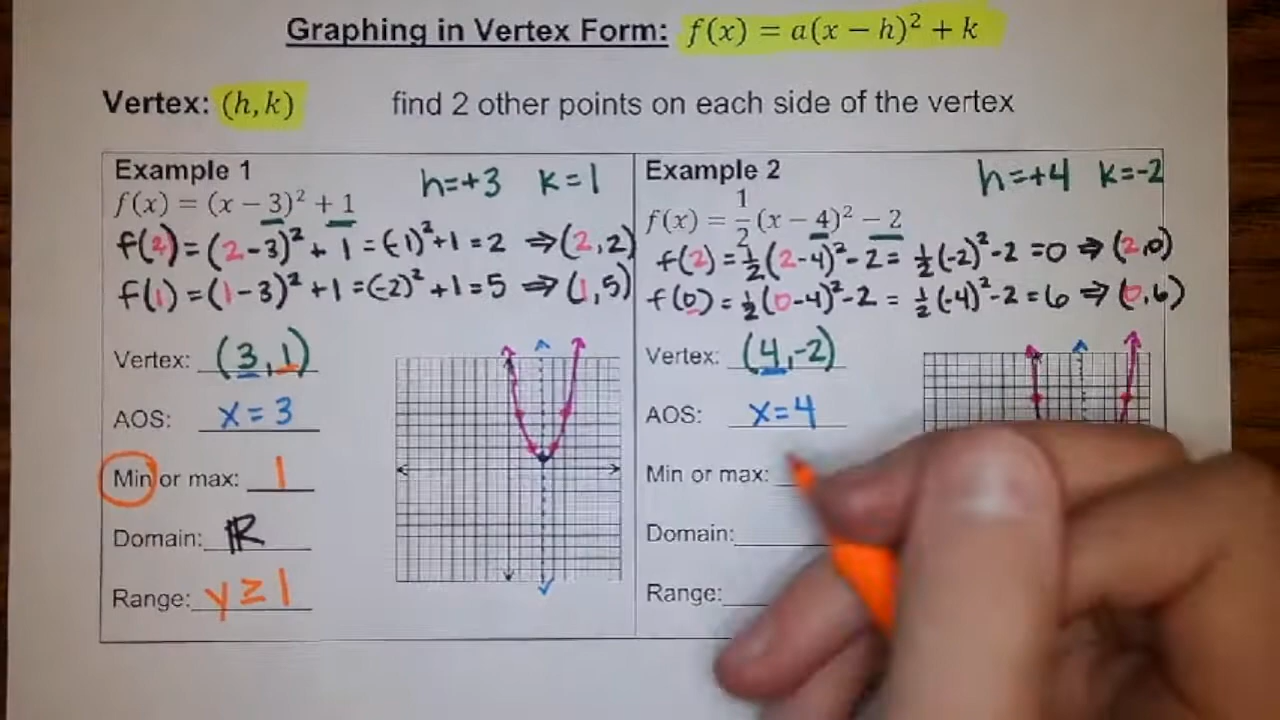 Graphing in Vertex Form: f(x) = a(x − h)² + k
Vertex: (h, k) find 2 other points on each side of the vertex
Example 1
h=+3 k=1
f(x) = (x − 3)² + 1
f(2)=(2-3)²+ 1=(-1)²+1=2 ⇒(2,2)
f(1)=(1-3)²+1=(-2)²+1=5 ⇒(1,5)
Vertex: (3,1)
AOS: x=3
Min or max: 1
Domain: ℝ
Range: y≥1
Example 2
h=+4 k=-2
f(x) = 1/2(x − 4)² − 2
f(2)=1/2(2-4)²-2= 1/2(-2)²-2=0 ⇒(2,0)
f(0)=1/2(0-4)²-2= 1/2(-4)²-2=6 ⇒(0,6)
Vertex: (4,-2)
AOS: x=4
Min or max:
Domain:
Range: